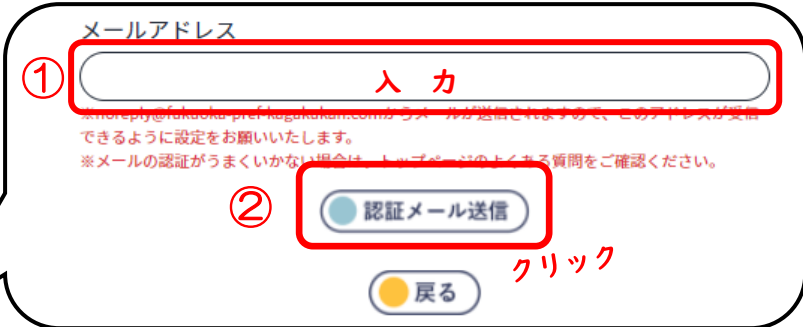 メールアドレス
① 入 力
※noreply@fukuoka-pref-kagakukan.comからメールが送信されますので、このアドレスが受信
できるように設定をお願いいたします。
※メールの認証がうまくいかない場合は、トップページのよくある質問をご確認ください。
② 認証メール送信
クリック
戻る